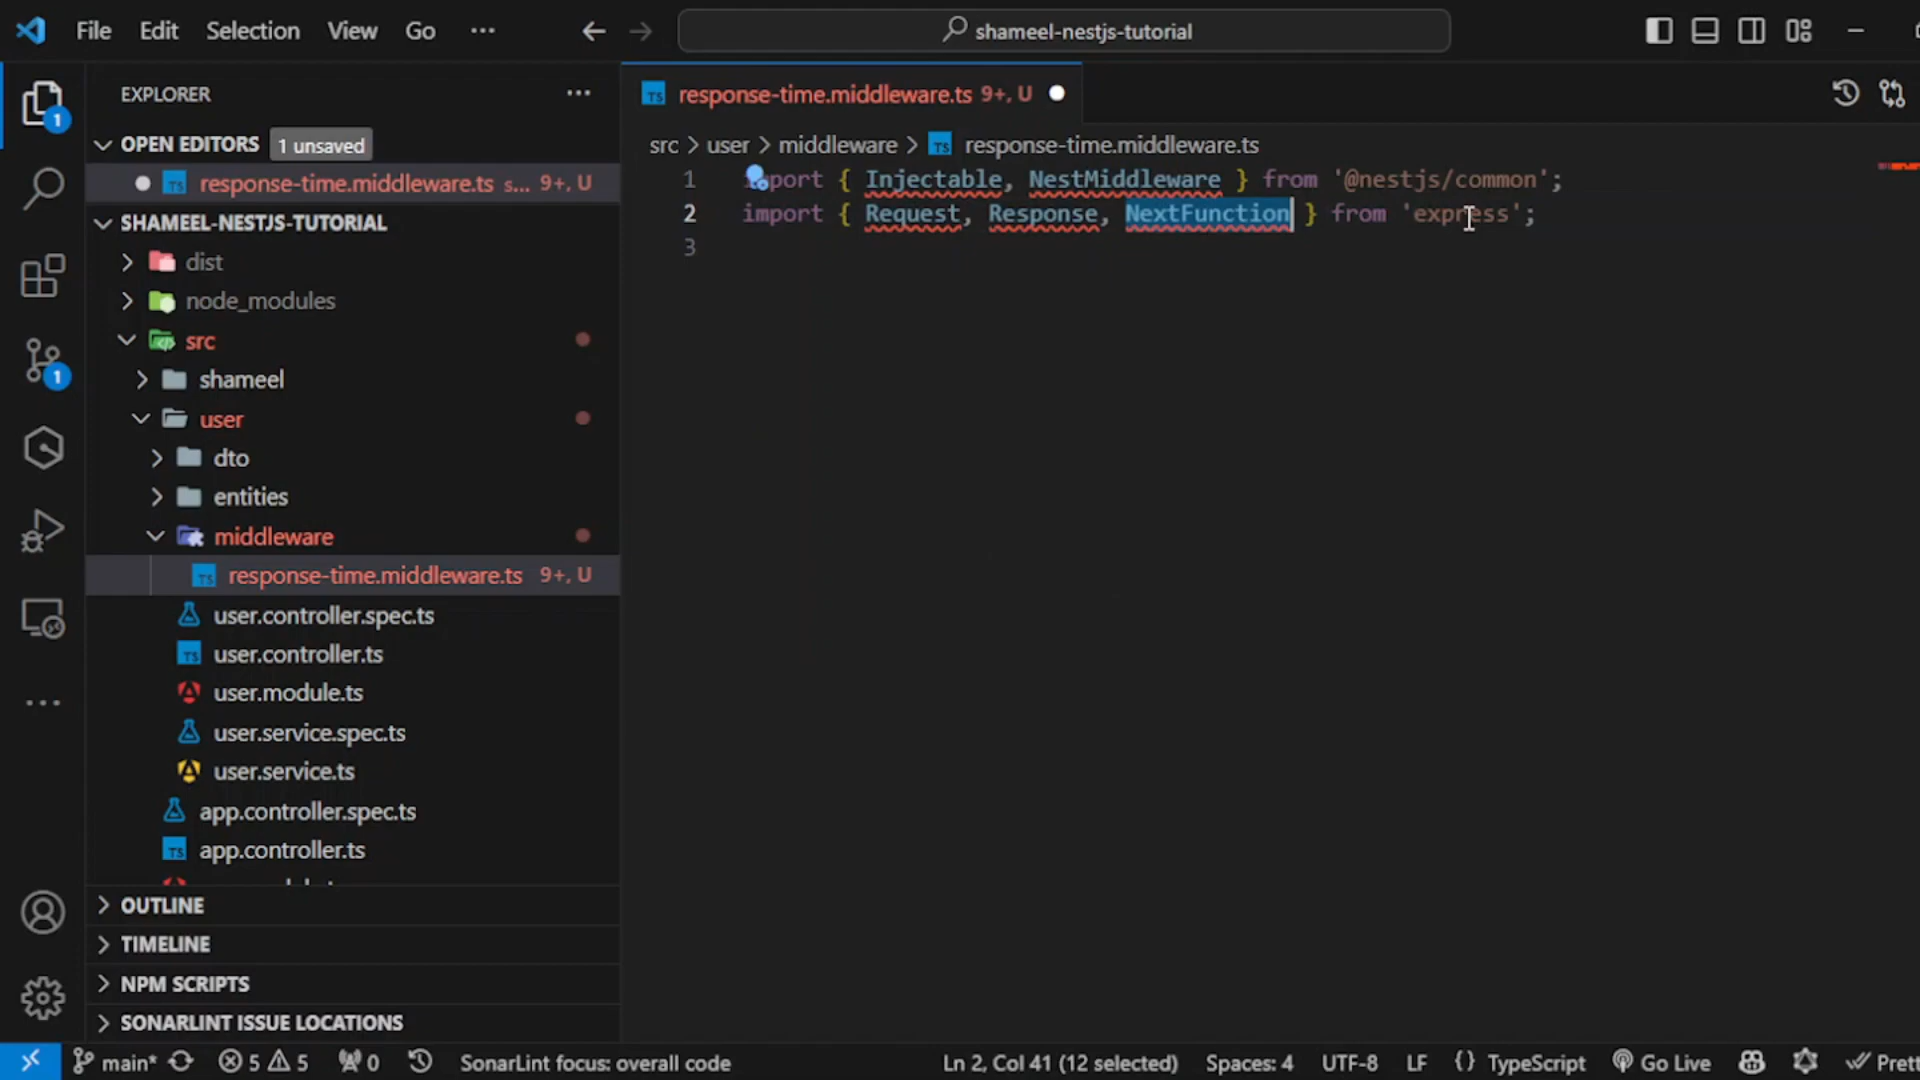 File Edit Selection View Go ... shameel-nestjs-tutorial
EXPLORER ...
OPEN EDITORS 1 unsaved
response-time.middleware.ts s... 9+, U
SHAMEEL-NESTJS-TUTORIAL
dist
node_modules
src
shameel
user
dto
entities
middleware
response-time.middleware.ts 9+, U
user.controller.spec.ts
user.controller.ts
user.module.ts
user.service.spec.ts
user.service.ts
app.controller.spec.ts
app.controller.ts
OUTLINE
TIMELINE
NPM SCRIPTS
SONARLINT ISSUE LOCATIONS
response-time.middleware.ts 9+, U
src > user > middleware > TS response-time.middleware.ts
1 import { Injectable, NestMiddleware } from '@nestjs/common';
2 import { Request, Response, NextFunction } from 'express';
3
main* 5 5 0 SonarLint focus: overall code Ln 2, Col 41 (12 selected) Spaces: 4 UTF-8 LF {} TypeScript Go Live